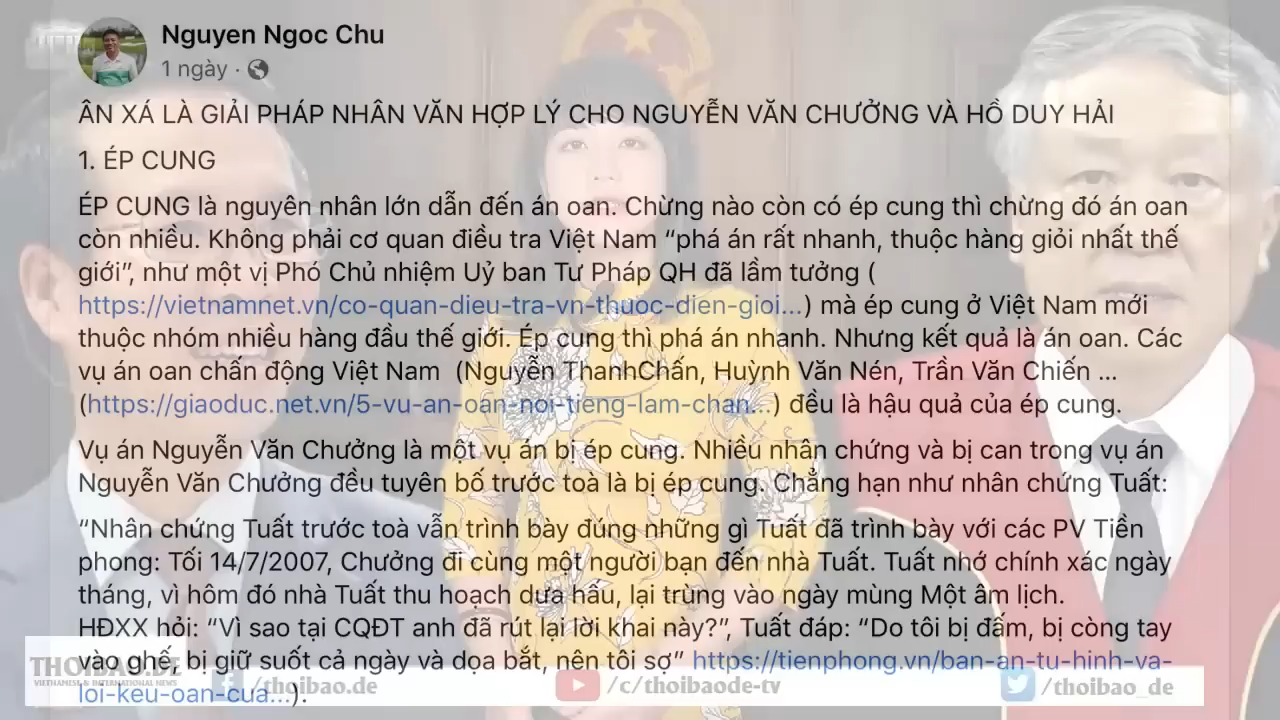 Nguyen Ngoc Chu
1 ngày ·
ÂN XÁ LÀ GIẢI PHÁP NHÂN VĂN HỢP LÝ CHO NGUYỄN VĂN CHƯỞNG VÀ HỒ DUY HẢI
1. ÉP CUNG
ÉP CUNG là nguyên nhân lớn dẫn đến án oan. Chừng nào còn có ép cung thì chừng đó án oan
còn nhiều. Không phải cơ quan điều tra Việt Nam “phá án rất nhanh, thuộc hàng giỏi nhất thế
giới”, như một vị Phó Chủ nhiệm Uỷ ban Tư Pháp QH đã lầm tưởng (
https://vietnamnet.vn/co-quan-dieu-tra-vn-thuoc-dien-gioi...) mà ép cung ở Việt Nam mới
thuộc nhóm nhiều hàng đầu thế giới. Ép cung thì phá án nhanh. Nhưng kết quả là án oan. Các
vụ án oan chấn động Việt Nam  (Nguyễn ThanhChấn, Huỳnh Văn Nén, Trần Văn Chiến ...
(https://giaoduc.net.vn/5-vu-an-oan-noi-tieng-lam-chan...) đều là hậu quả của ép cung.
Vụ án Nguyễn Văn Chưởng là một vụ án bị ép cung. Nhiều nhân chứng và bị can trong vụ án
Nguyễn Văn Chưởng đều tuyên bố trước toà là bị ép cung. Chẳng hạn như nhân chứng Tuất:
“Nhân chứng Tuất trước toà vẫn trình bày đúng những gì Tuất đã trình bày với các PV Tiền
phong: Tối 14/7/2007, Chưởng đi cùng một người bạn đến nhà Tuất. Tuất nhớ chính xác ngày
tháng, vì hôm đó nhà Tuất thu hoạch dưa hấu, lại trùng vào ngày mùng Một âm lịch.
HĐXX hỏi: “Vì sao tại CQĐT anh đã rút lại lời khai này?”, Tuất đáp: “Do tôi bị đấm, bị còng tay
vào ghế, bị giữ suốt cả ngày và dọa bắt, nên tôi sợ” https://tienphong.vn/ban-an-tu-hinh-va-
loi-keu-oan-cua...).
THOIBAO.DE
VIETNAMESE & INTERNATIONAL NEWS
/thoibao.de
/c/thoibaode-tv
/thoibao_de